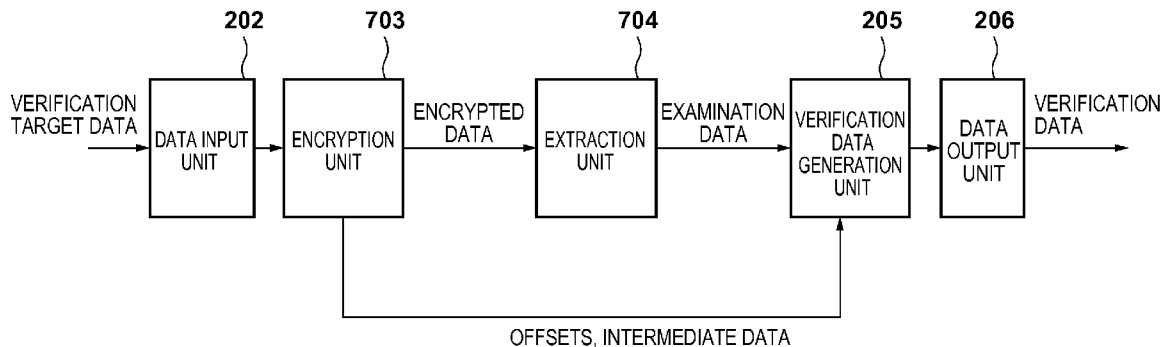 202
703
704
205
206
VERIFICATION
TARGET DATA
DATA INPUT
UNIT
ENCRYPTION
UNIT
ENCRYPTED
DATA
EXTRACTION
UNIT
EXAMINATION
DATA
VERIFICATION
DATA
GENERATION
UNIT
DATA
OUTPUT
UNIT
VERIFICATION
DATA
OFFSETS, INTERMEDIATE DATA